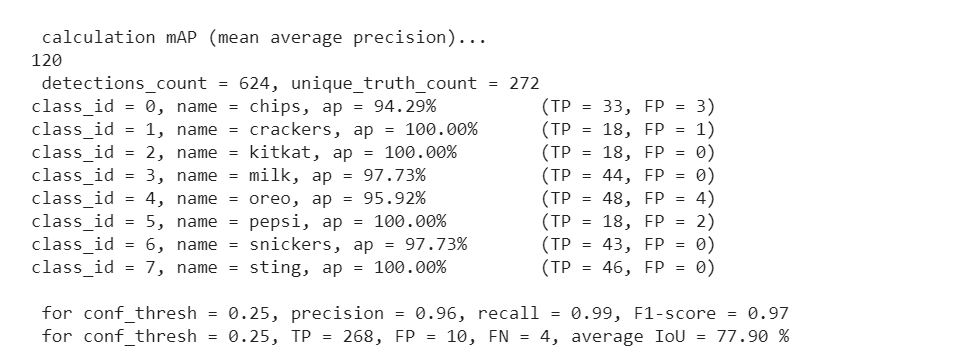 calculation mAP (mean average precision)...
120
detections_count = 624, unique_truth_count = 272
class_id = 0, name = chips, ap = 94.29% (TP = 33, FP = 3)
class_id = 1, name = crackers, ap = 100.00% (TP = 18, FP = 1)
class_id = 2, name = kitkat, ap = 100.00% (TP = 18, FP = 0)
class_id = 3, name = milk, ap = 97.73% (TP = 44, FP = 0)
class_id = 4, name = oreo, ap = 95.92% (TP = 48, FP = 4)
class_id = 5, name = pepsi, ap = 100.00% (TP = 18, FP = 2)
class_id = 6, name = snickers, ap = 97.73% (TP = 43, FP = 0)
class_id = 7, name = sting, ap = 100.00% (TP = 46, FP = 0)
for conf_thresh = 0.25, precision = 0.96, recall = 0.99, F1-score = 0.97
for conf_thresh = 0.25, TP = 268, FP = 10, FN = 4, average IoU = 77.90 %